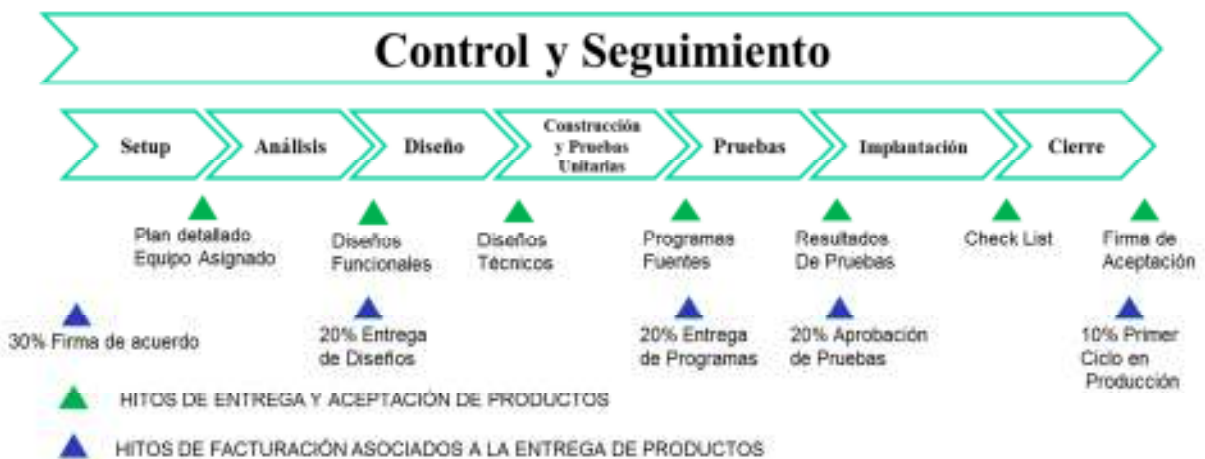 Control y Seguimiento
Setup
Análisis
Diseño
Construcción
y Pruebas
Unitarias
Pruebas
Implantación
Cierre
Plan detallado
Equipo Asignado
Diseños
Funcionales
Diseños
Técnicos
Programas
Fuentes
Resultados
De Pruebas
Check List
Firma de
Aceptación
30% Firma de acuerdo
20% Entrega
de Diseños
20% Entrega
de Programas
20% Aprobación
de Pruebas
10% Primer
Ciclo en
Producción
HITOS DE ENTREGA Y ACEPTACIÓN DE PRODUCTOS
HITOS DE FACTURACIÓN ASOCIADOS A LA ENTREGA DE PRODUCTOS